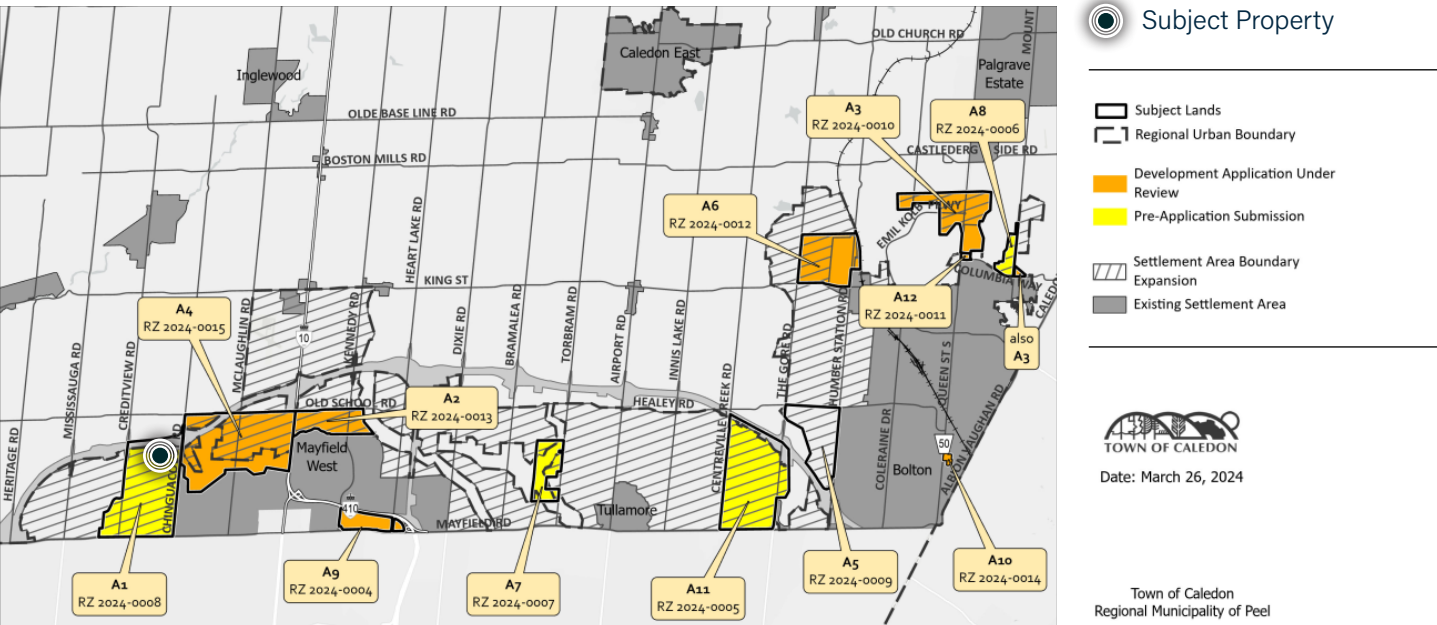 Subject Property
Subject Lands
Regional Urban Boundary
Development Application Under
Review
Pre-Application Submission
Settlement Area Boundary
Expansion
Existing Settlement Area
TOWN OF CALEDON
Date: March 26, 2024
Town of Caledon
Regional Municipality of Peel
OLD CHURCH RD
MOUNT
Caledon East
Palgrave
Estate
Inglewood
OLDE BASE LINE RD
A3
RZ 2024-0010
A8
RZ 2024-0006
BOSTON MILLS RD
CASTLEDERG SIDE RD
A6
RZ 2024-0012
EMIL KOLB PKWY
HEART LAKE RD
KING ST
COLUMBIA WAY
A12
RZ 2024-0011
CALEDO
A4
RZ 2024-0015
10
also
A3
MISSISSAUGA RD
CREDITVIEW RD
MCLAUGHLIN RD
KENNEDY RD
DIXIE RD
BRAMALEA RD
TORBRAM RD
AIRPORT RD
INNIS LAKE RD
CENTREVILLE CREEK RD
THE GORE RD
HUMBER STATION RD
QUEEN ST S
OLD SCHOOL RD
A2
RZ 2024-0013
HEALEY RD
HERITAGE RD
Mayfield
West
COLERAINE DR
Bolton
50
ALBION VAUGHAN RD
410
MAYFIELD RD
Tullamore
A1
RZ 2024-0008
A9
RZ 2024-0004
A7
RZ 2024-0007
A11
RZ 2024-0005
A5
RZ 2024-0009
A10
RZ 2024-0014